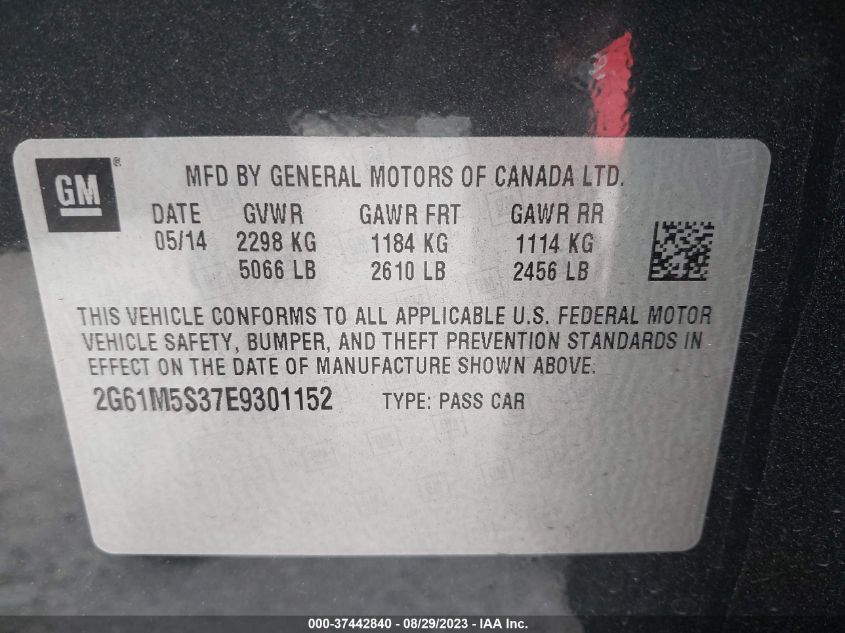 GM®
MFD BY GENERAL MOTORS OF CANADA LTD.
DATE GVWR GAWR FRT GAWR RR
05/14 2298 KG 1184 KG 1114 KG
5066 LB 2610 LB 2456 LB
THIS VEHICLE CONFORMS TO ALL APPLICABLE U.S. FEDERAL MOTOR
VEHICLE SAFETY, BUMPER, AND THEFT PREVENTION STANDARDS IN
EFFECT ON THE DATE OF MANUFACTURE SHOWN ABOVE.
2G61M5S37E9301152 TYPE: PASS CAR
000-37442840 - 08/29/2023 - IAA Inc.